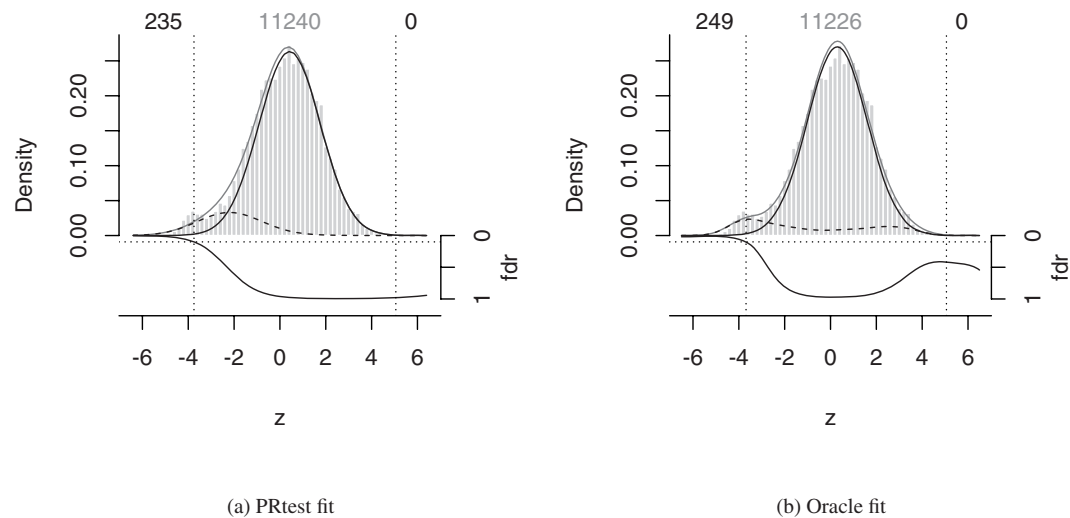 235 11240 0
Density
0.00 0.10 0.20
0 1
fdr
-6 -4 -2 0 2 4 6
z
(a) PRtest fit
249 11226 0
Density
0.00 0.10 0.20
0 1
fdr
-6 -4 -2 0 2 4 6
z
(b) Oracle fit